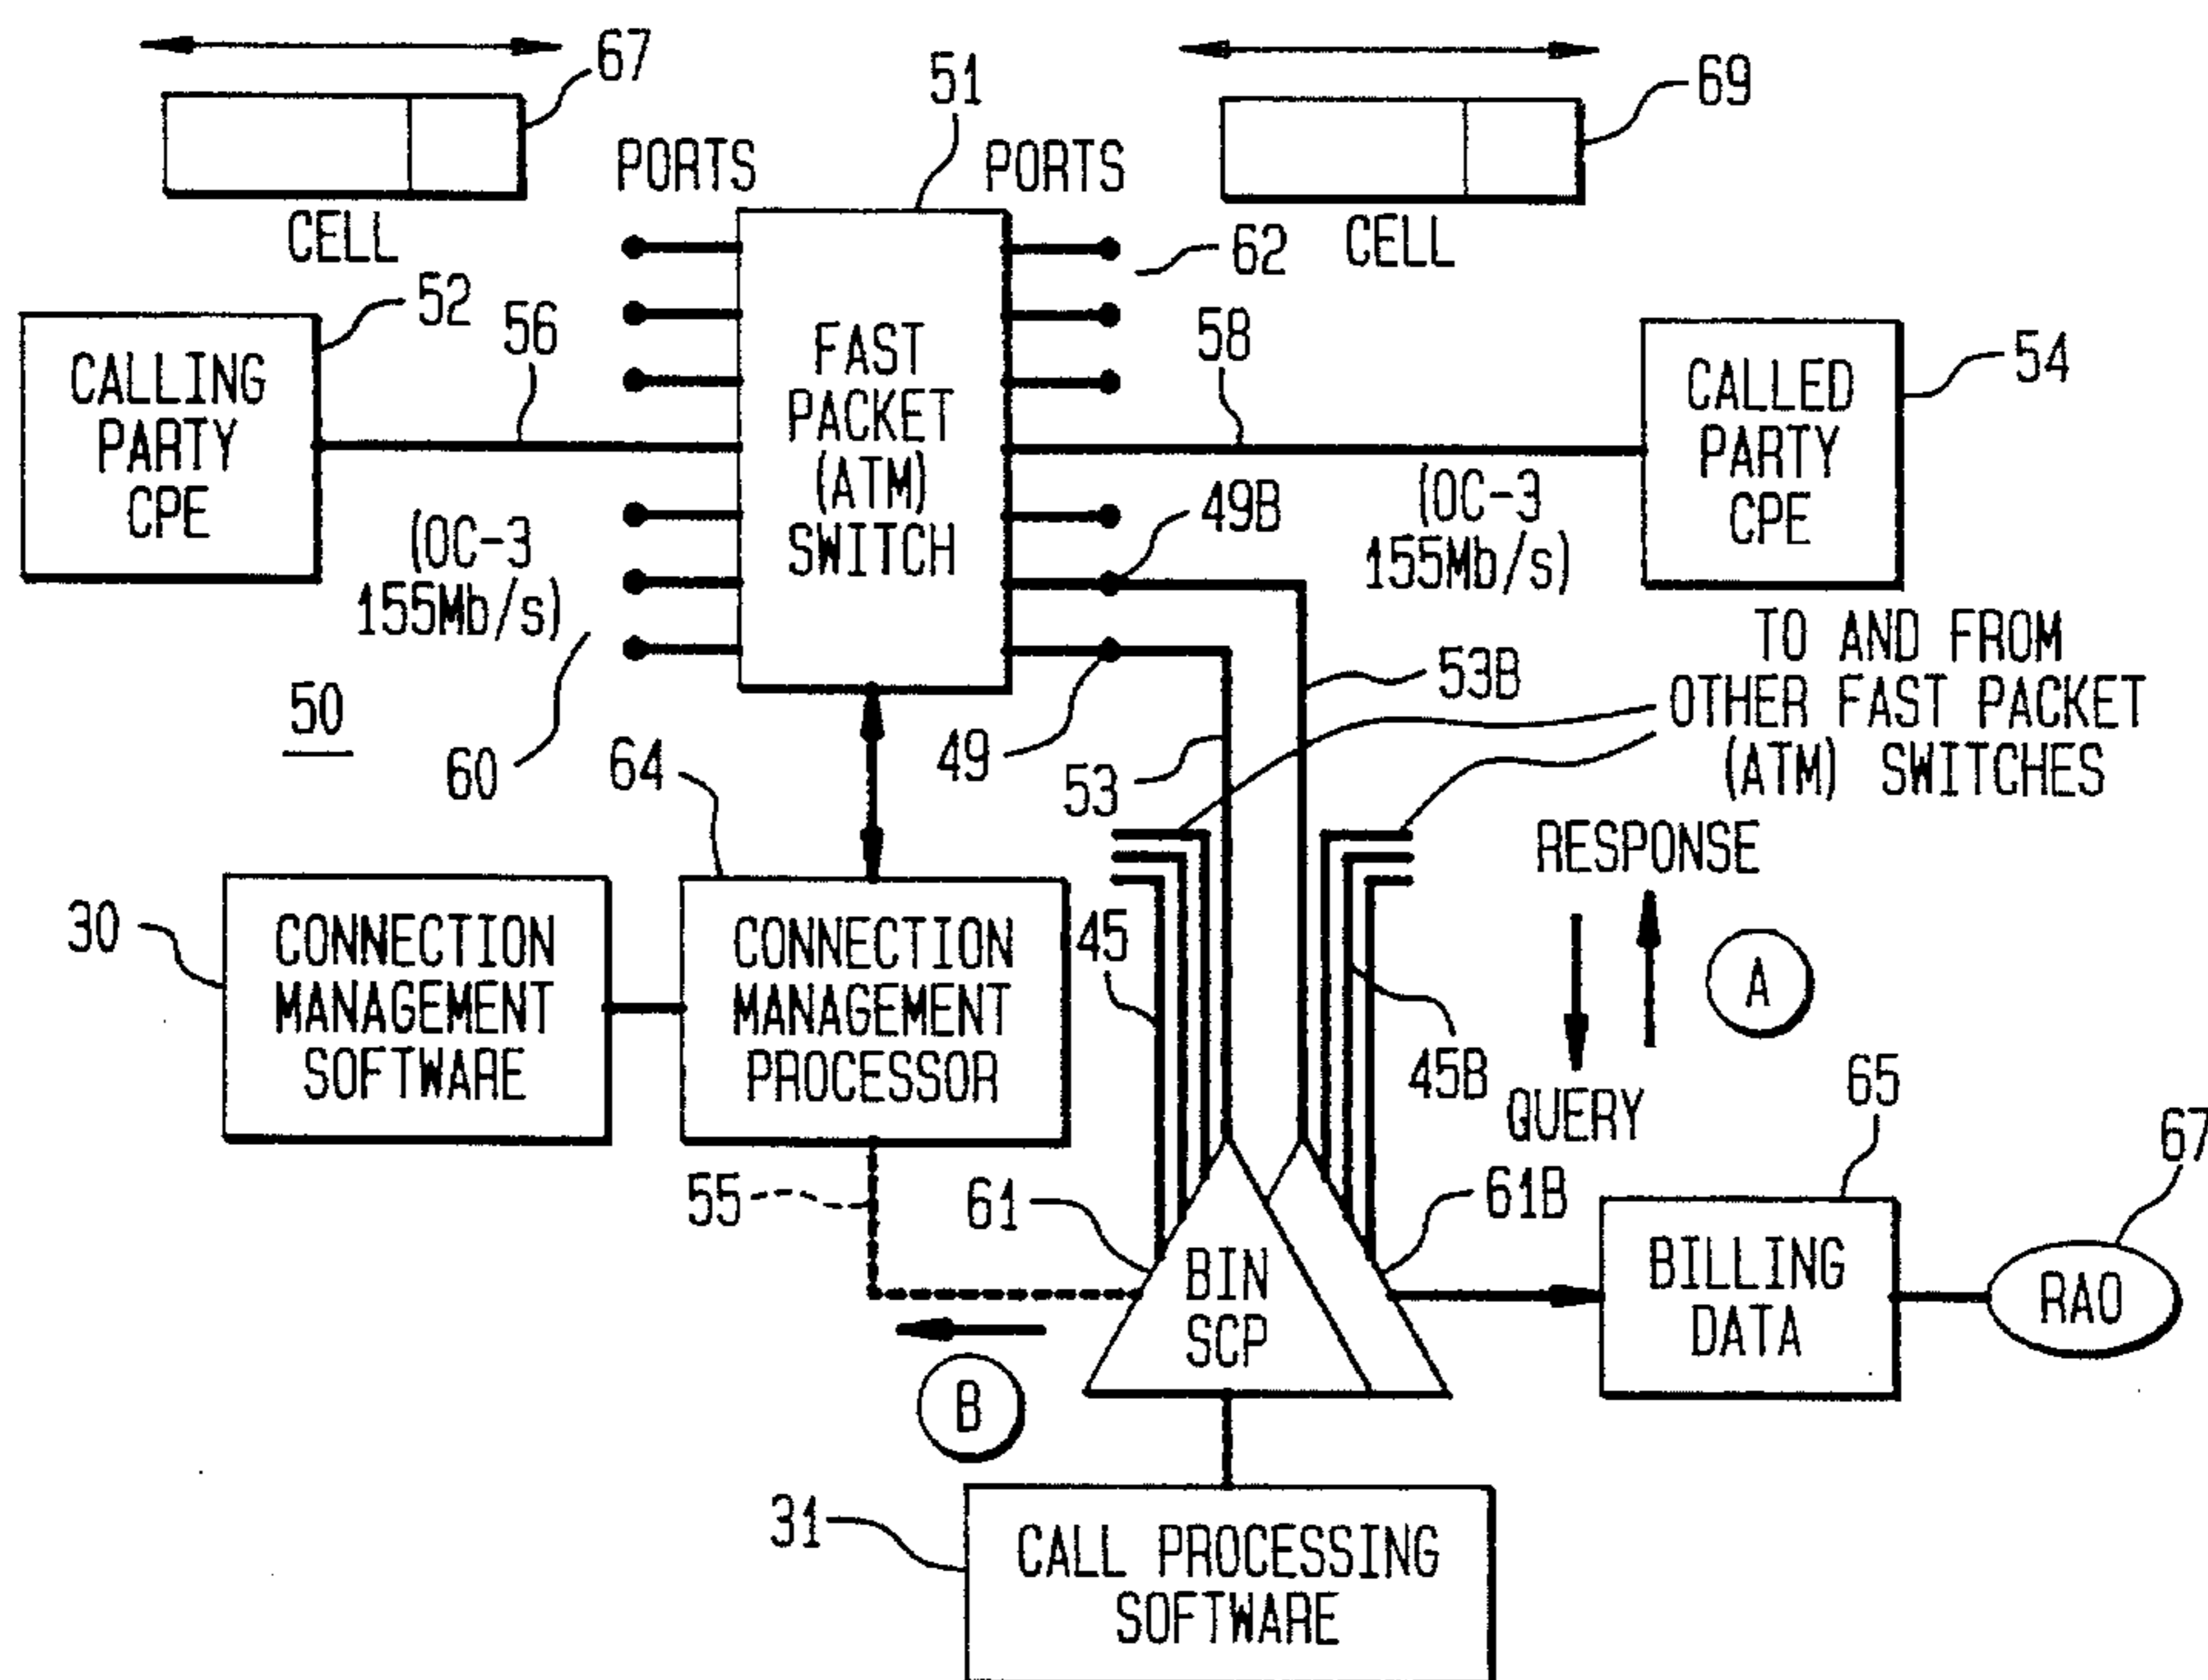 67
CELL
PORTS
51
PORTS
69
CELL
62
52
CALLING
PARTY
CPE
56
(OC-3
155Mb/s)
FAST
PACKET
(ATM)
SWITCH
58
(OC-3
155Mb/s)
CALLED
PARTY
CPE
54
49B
50
60
64
49
53
53B
TO AND FROM
OTHER FAST PACKET
(ATM) SWITCHES
RESPONSE
A
QUERY
30
CONNECTION
MANAGEMENT
SOFTWARE
CONNECTION
MANAGEMENT
PROCESSOR
45
45B
55
61
BIN
SCP
61B
65
BILLING
DATA
67
RAO
B
31
CALL PROCESSING
SOFTWARE